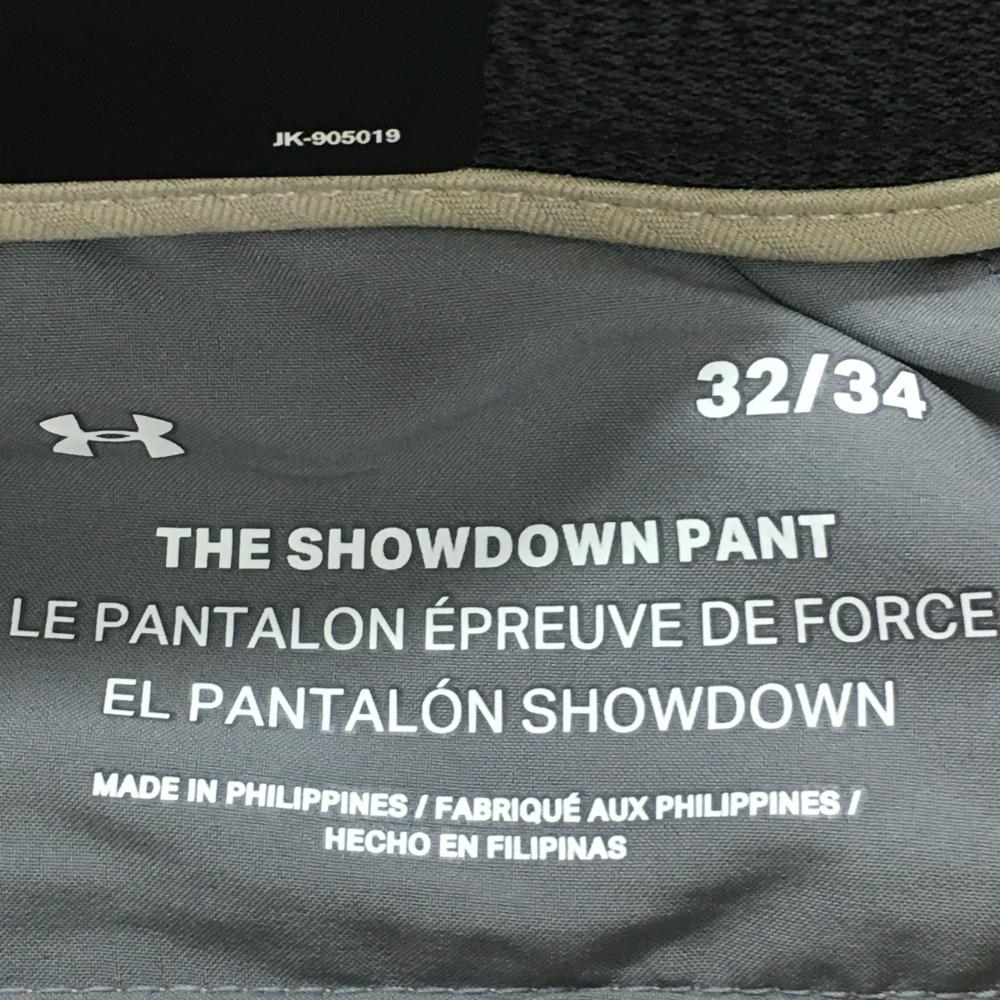 JK-905019
32/34
THE SHOWDOWN PANT
LE PANTALON ÉPREUVE DE FORCE
EL PANTALÓN SHOWDOWN
MADE IN PHILIPPINES / FABRIQUÉ AUX PHILIPPINES /
HECHO EN FILIPINAS